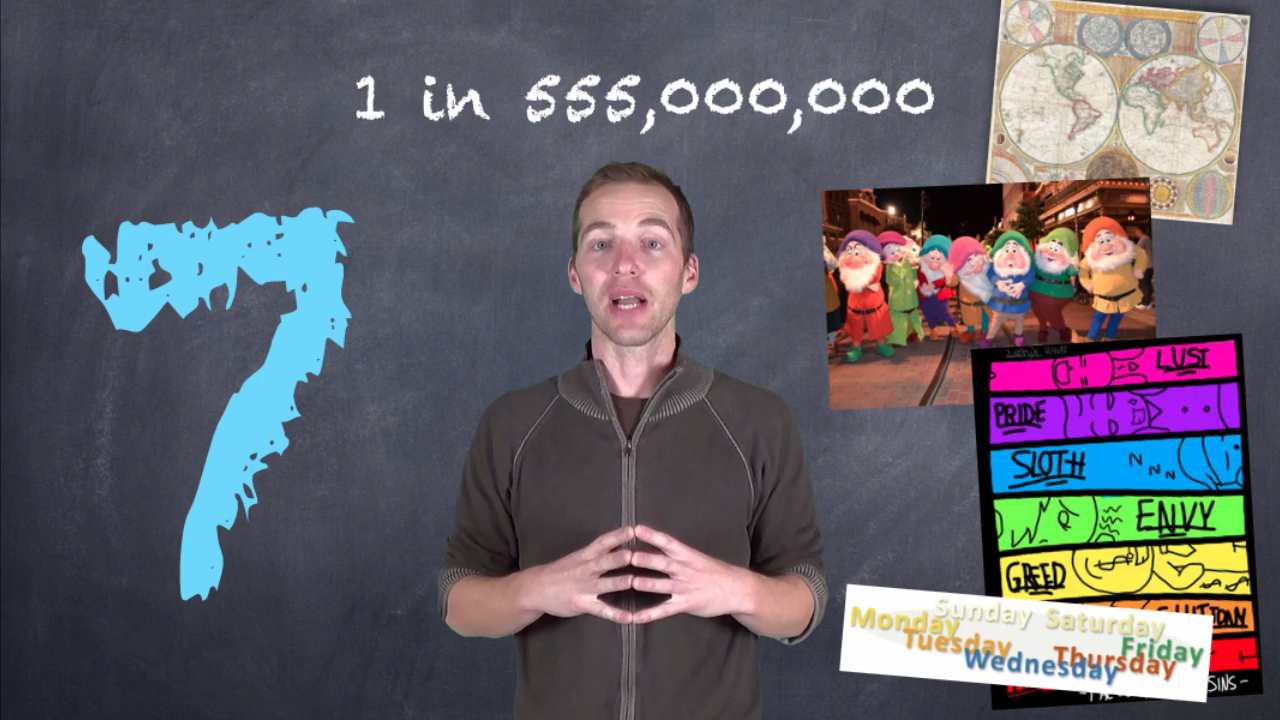 1 in 555,000,000
7
LUST
PRIDE
SLOTH
N N N
ENVY
GREED
Sunday Saturday
Monday
Tuesday
Friday
Thursday
Wednesday